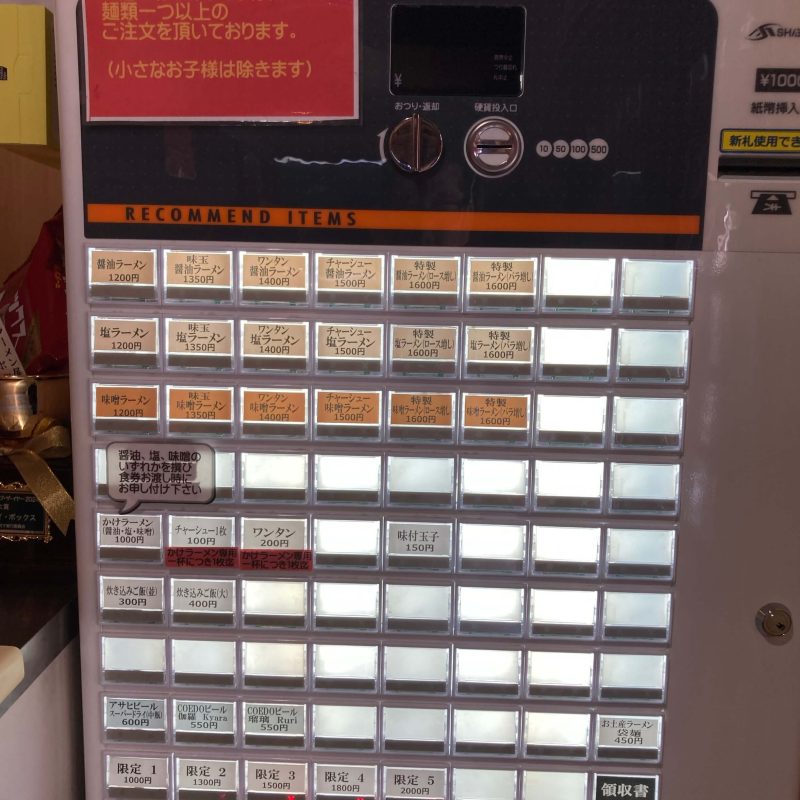 麺類一つ以上の
ご注文を頂いております。
(小さなお子様は除きます)
¥
おつり・返却
硬貨投入口
10 50 100 500
¥1000
紙幣挿入
新札使用でき
RECOMMEND ITEMS
醤油ラーメン
1200円
味玉
醤油ラーメン
1350円
ワンタン
醤油ラーメン
1400円
チャーシュー
醤油ラーメン
1500円
特製
醤油ラーメン(ロース増し)
1600円
特製
醤油ラーメン(バラ増し)
1600円
塩ラーメン
1200円
味玉
塩ラーメン
1350円
ワンタン
塩ラーメン
1400円
チャーシュー
塩ラーメン
1500円
特製
塩ラーメン(ロース増し)
1600円
特製
塩ラーメン(バラ増し)
1600円
味噌ラーメン
1200円
味玉
味噌ラーメン
1350円
ワンタン
味噌ラーメン
1400円
チャーシュー
味噌ラーメン
1500円
特製
味噌ラーメン(ロース増し)
1600円
特製
味噌ラーメン(バラ増し)
1600円
醤油、塩、味噌の
いずれかを撰び
食券お渡し時に
お申し付け下さい
かけラーメン
(醤油・塩・味噌)
1000円
チャーシュー1枚
100円
かけラーメン専用
一杯につき1枚迄
ワンタン
200円
かけラーメン専用
一杯につき1枚迄
味付玉子
150円
炊き込みご飯(並)
300円
炊き込みご飯(大)
400円
アサヒビール
スーパードライ(中瓶)
600円
COEDOビール
伽羅 Kyara
550円
COEDOビール
瑠璃 Ruri
550円
お土産ラーメン
袋麺
450円
限定 1
1000円
限定 2
1300円
限定 3
1500円
限定 4
1800円
限定 5
2000円
領収書